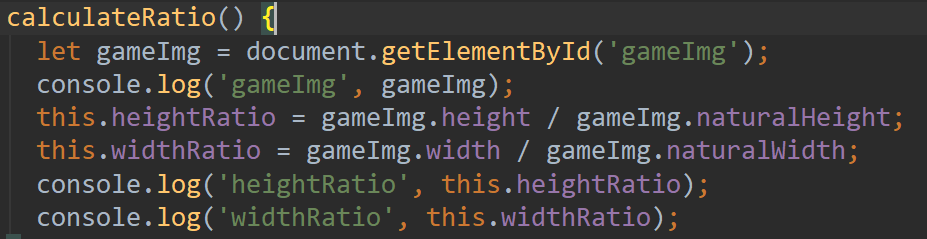 calculateRatio() {
let gameImg = document.getElementById('gameImg');
console.log('gameImg', gameImg);
this.heightRatio = gameImg.height / gameImg.naturalHeight;
this.widthRatio = gameImg.width / gameImg.naturalWidth;
console.log('heightRatio', this.heightRatio);
console.log('widthRatio', this.widthRatio);